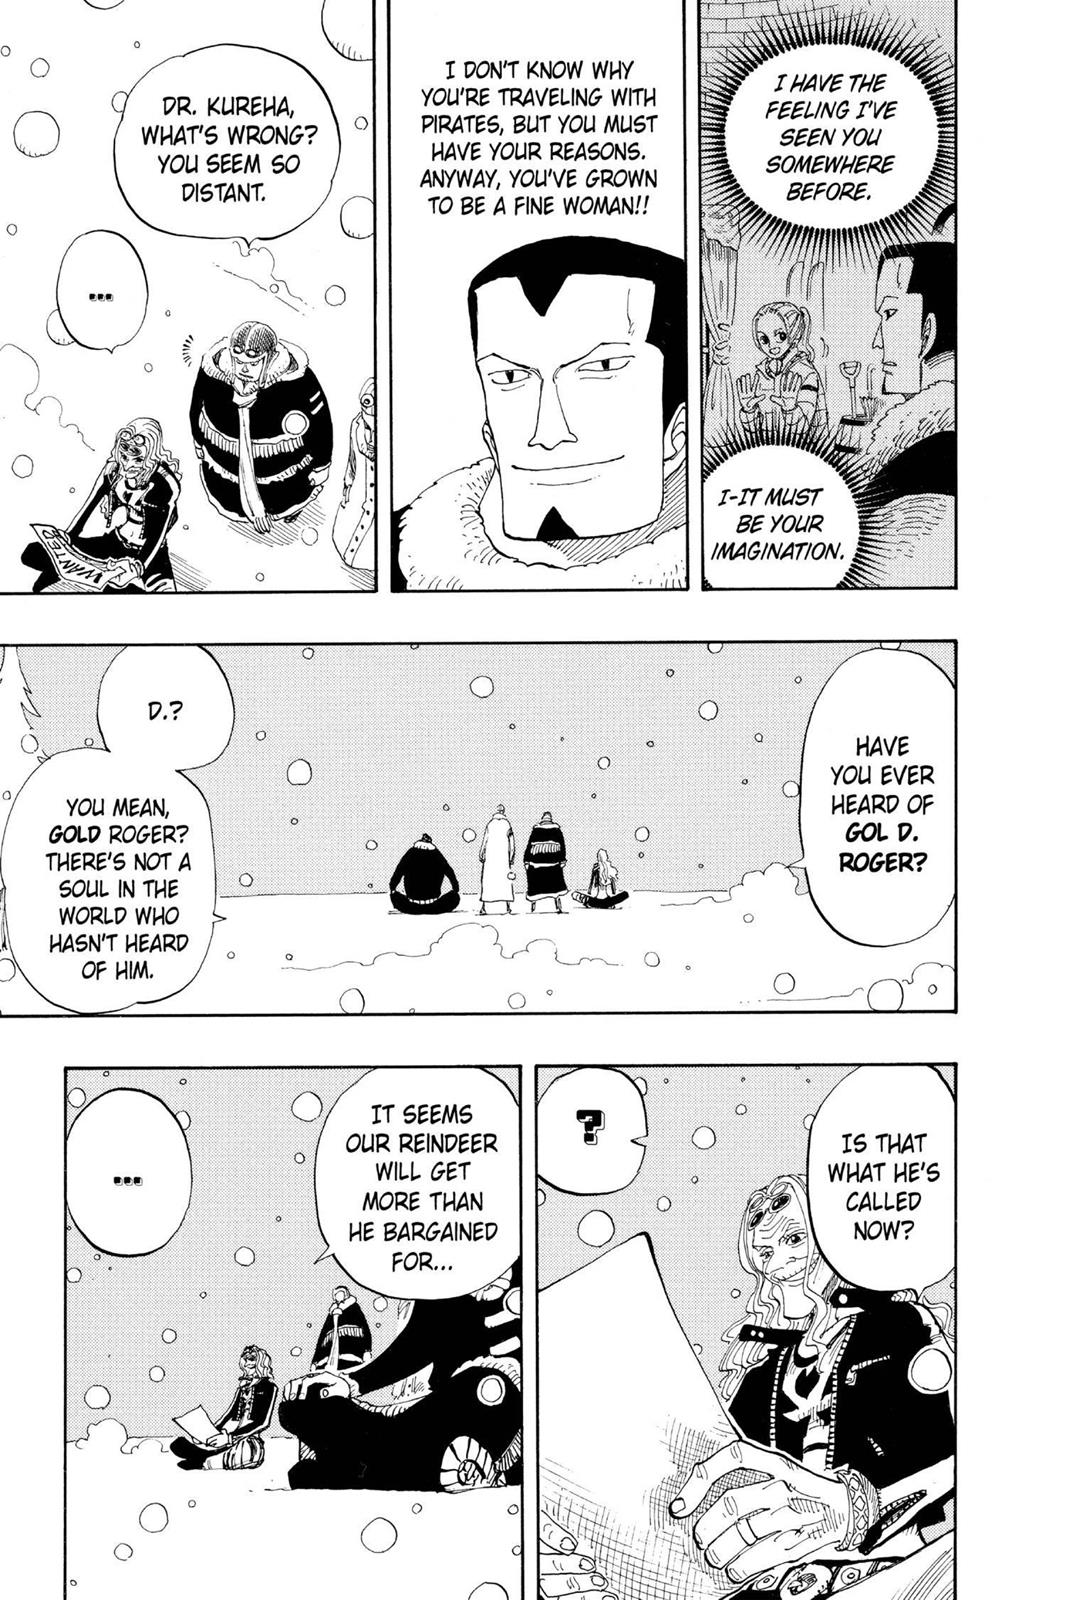 I HAVE THE
FEELING I'VE
SEEN YOU
SOMEWHERE
BEFORE.
I-IT MUST
BE YOUR
IMAGINATION.
I DON'T KNOW WHY
YOU'RE TRAVELING WITH
PIRATES, BUT YOU MUST
HAVE YOUR REASONS.
ANYWAY, YOU'VE GROWN
TO BE A FINE WOMAN!!
DR. KUREHA,
WHAT'S WRONG?
YOU SEEM SO
DISTANT.
...
WANTED
HAVE
YOU EVER
HEARD OF
GOL D.
ROGER?
D.?
YOU MEAN,
GOLD ROGER?
THERE'S NOT A
SOUL IN THE
WORLD WHO
HASN'T HEARD
OF HIM.
IS THAT
WHAT HE'S
CALLED
NOW?
?
IT SEEMS
OUR REINDEER
WILL GET
MORE THAN
HE BARGAINED
FOR...
...